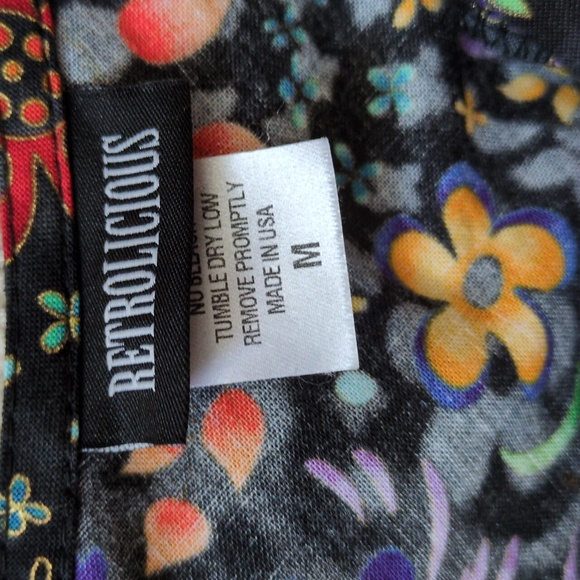 RETROLICIOUS
TUMBLE DRY LOW
REMOVE PROMPTLY
MADE IN USA
M